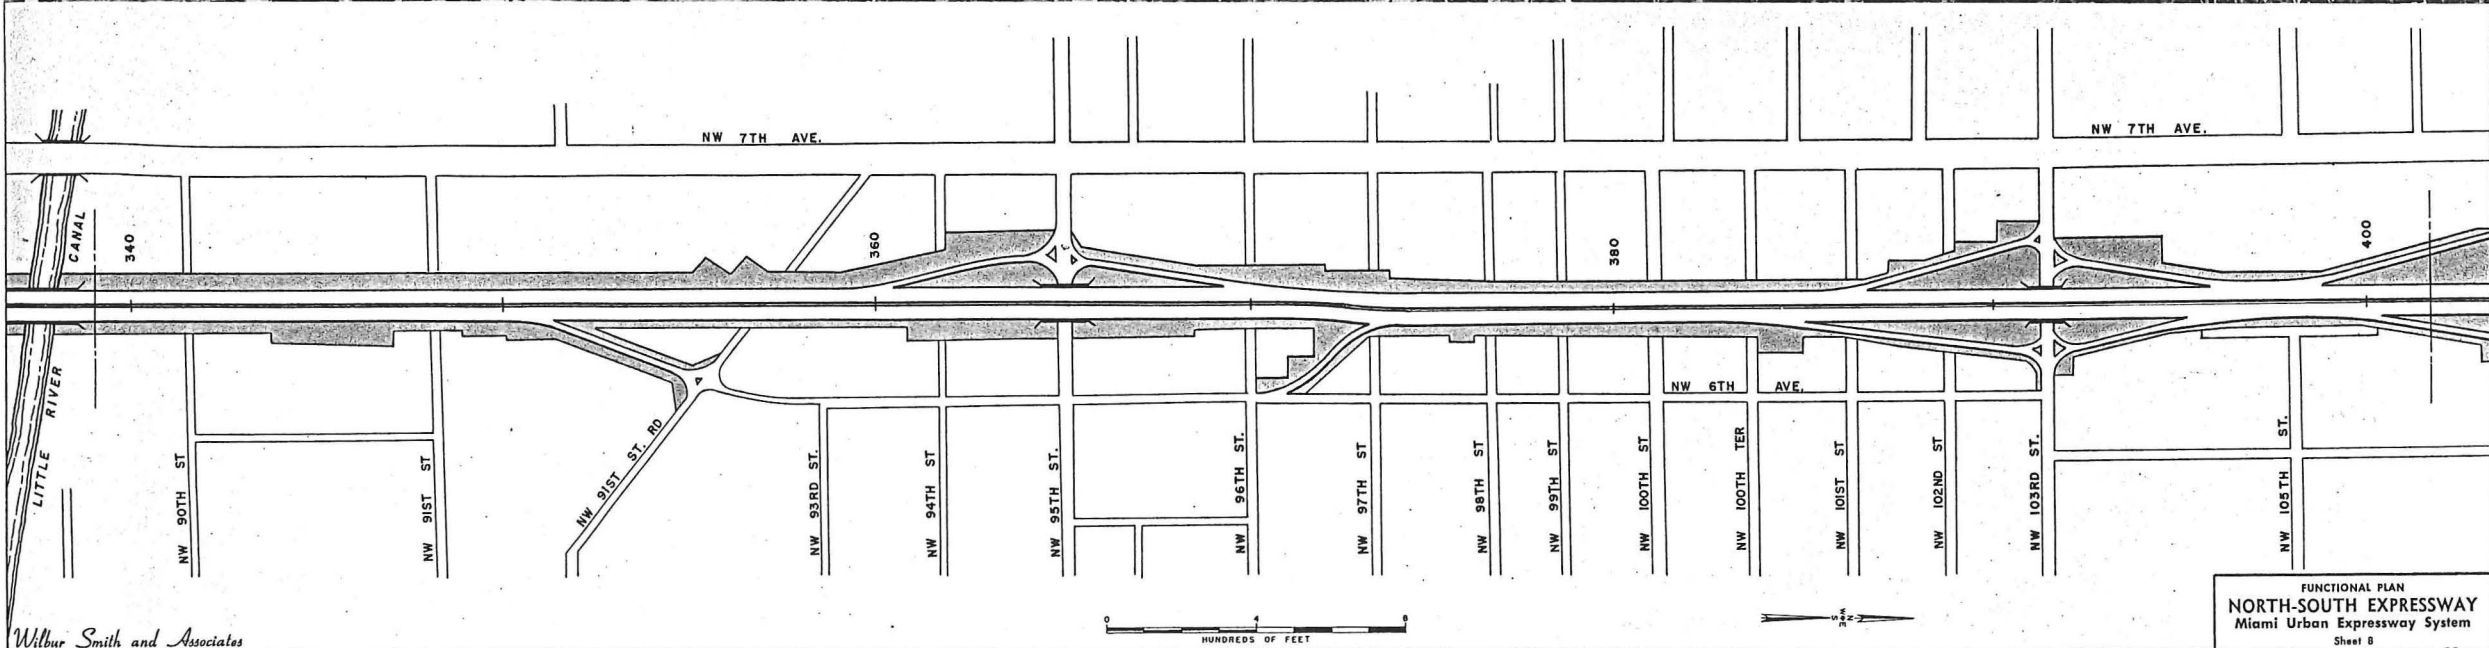 NW 7TH AVE.
NW 7TH AVE.
LITTLE RIVER CANAL
340
360
380
400
NW 6TH AVE.
NW 90TH ST
NW 91ST ST
NW 91ST ST. RD
NW 93RD ST.
NW 94TH ST
NW 95TH ST.
NW 96TH ST.
NW 97TH ST
NW 98TH ST
NW 99TH ST
NW 100TH ST
NW 100TH TER
NW 101ST ST
NW 102ND ST
NW 103RD ST.
NW 105TH ST.
0 4 8
HUNDREDS OF FEET
N
W E
S
Wilbur Smith and Associates
FUNCTIONAL PLAN
NORTH-SOUTH EXPRESSWAY
Miami Urban Expressway System
Sheet 8